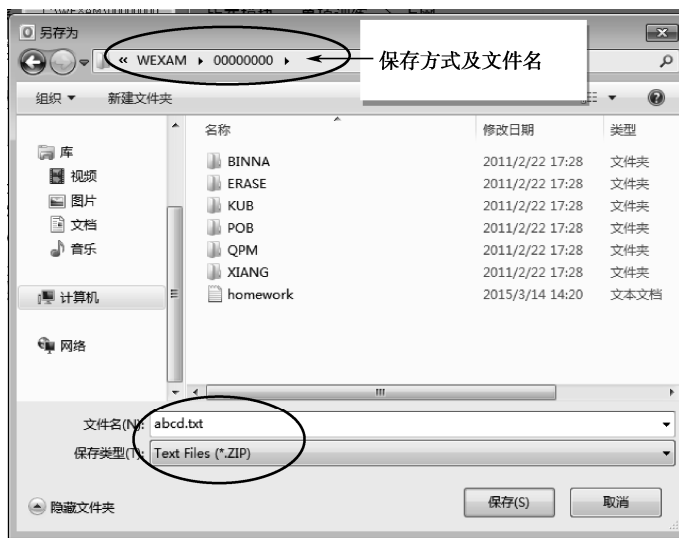 另存为
« WEXAM ▸ 00000000 ▸
保存方式及文件名
组织 ▼ 新建文件夹
名称 修改日期 类型
库
视频
图片
文档
音乐
计算机
网络
BINNA 2011/2/22 17:28 文件夹
ERASE 2011/2/22 17:28 文件夹
KUB 2011/2/22 17:28 文件夹
POB 2011/2/22 17:28 文件夹
QPM 2011/2/22 17:28 文件夹
XIANG 2011/2/22 17:28 文件夹
homework 2015/3/14 14:20 文本文档
文件名(N): abcd.txt
保存类型(T): Text Files (*.ZIP)
隐藏文件夹 保存(S) 取消